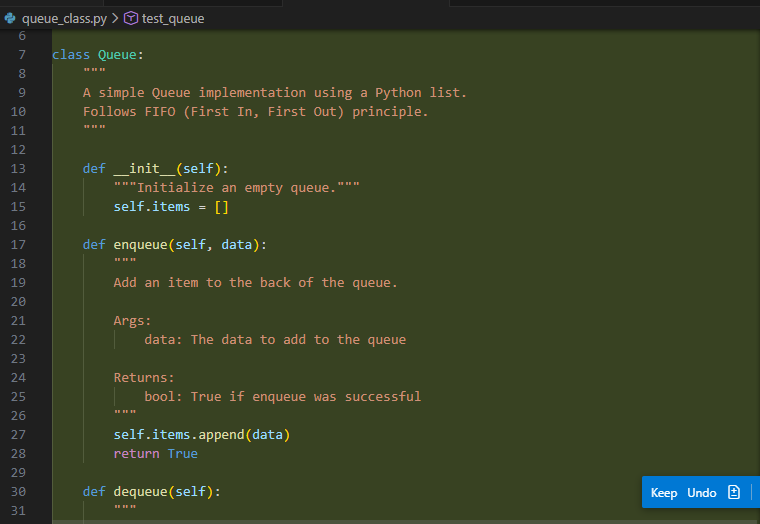 queue_class.py > test_queue
6
7 class Queue:
8 """
9 A simple Queue implementation using a Python list.
10 Follows FIFO (First In, First Out) principle.
11 """
12
13 def __init__(self):
14 """Initialize an empty queue."""
15 self.items = []
16
17 def enqueue(self, data):
18 """
19 Add an item to the back of the queue.
20
21 Args:
22 data: The data to add to the queue
23
24 Returns:
25 bool: True if enqueue was successful
26 """
27 self.items.append(data)
28 return True
29
30 def dequeue(self):
31 """
Keep Undo